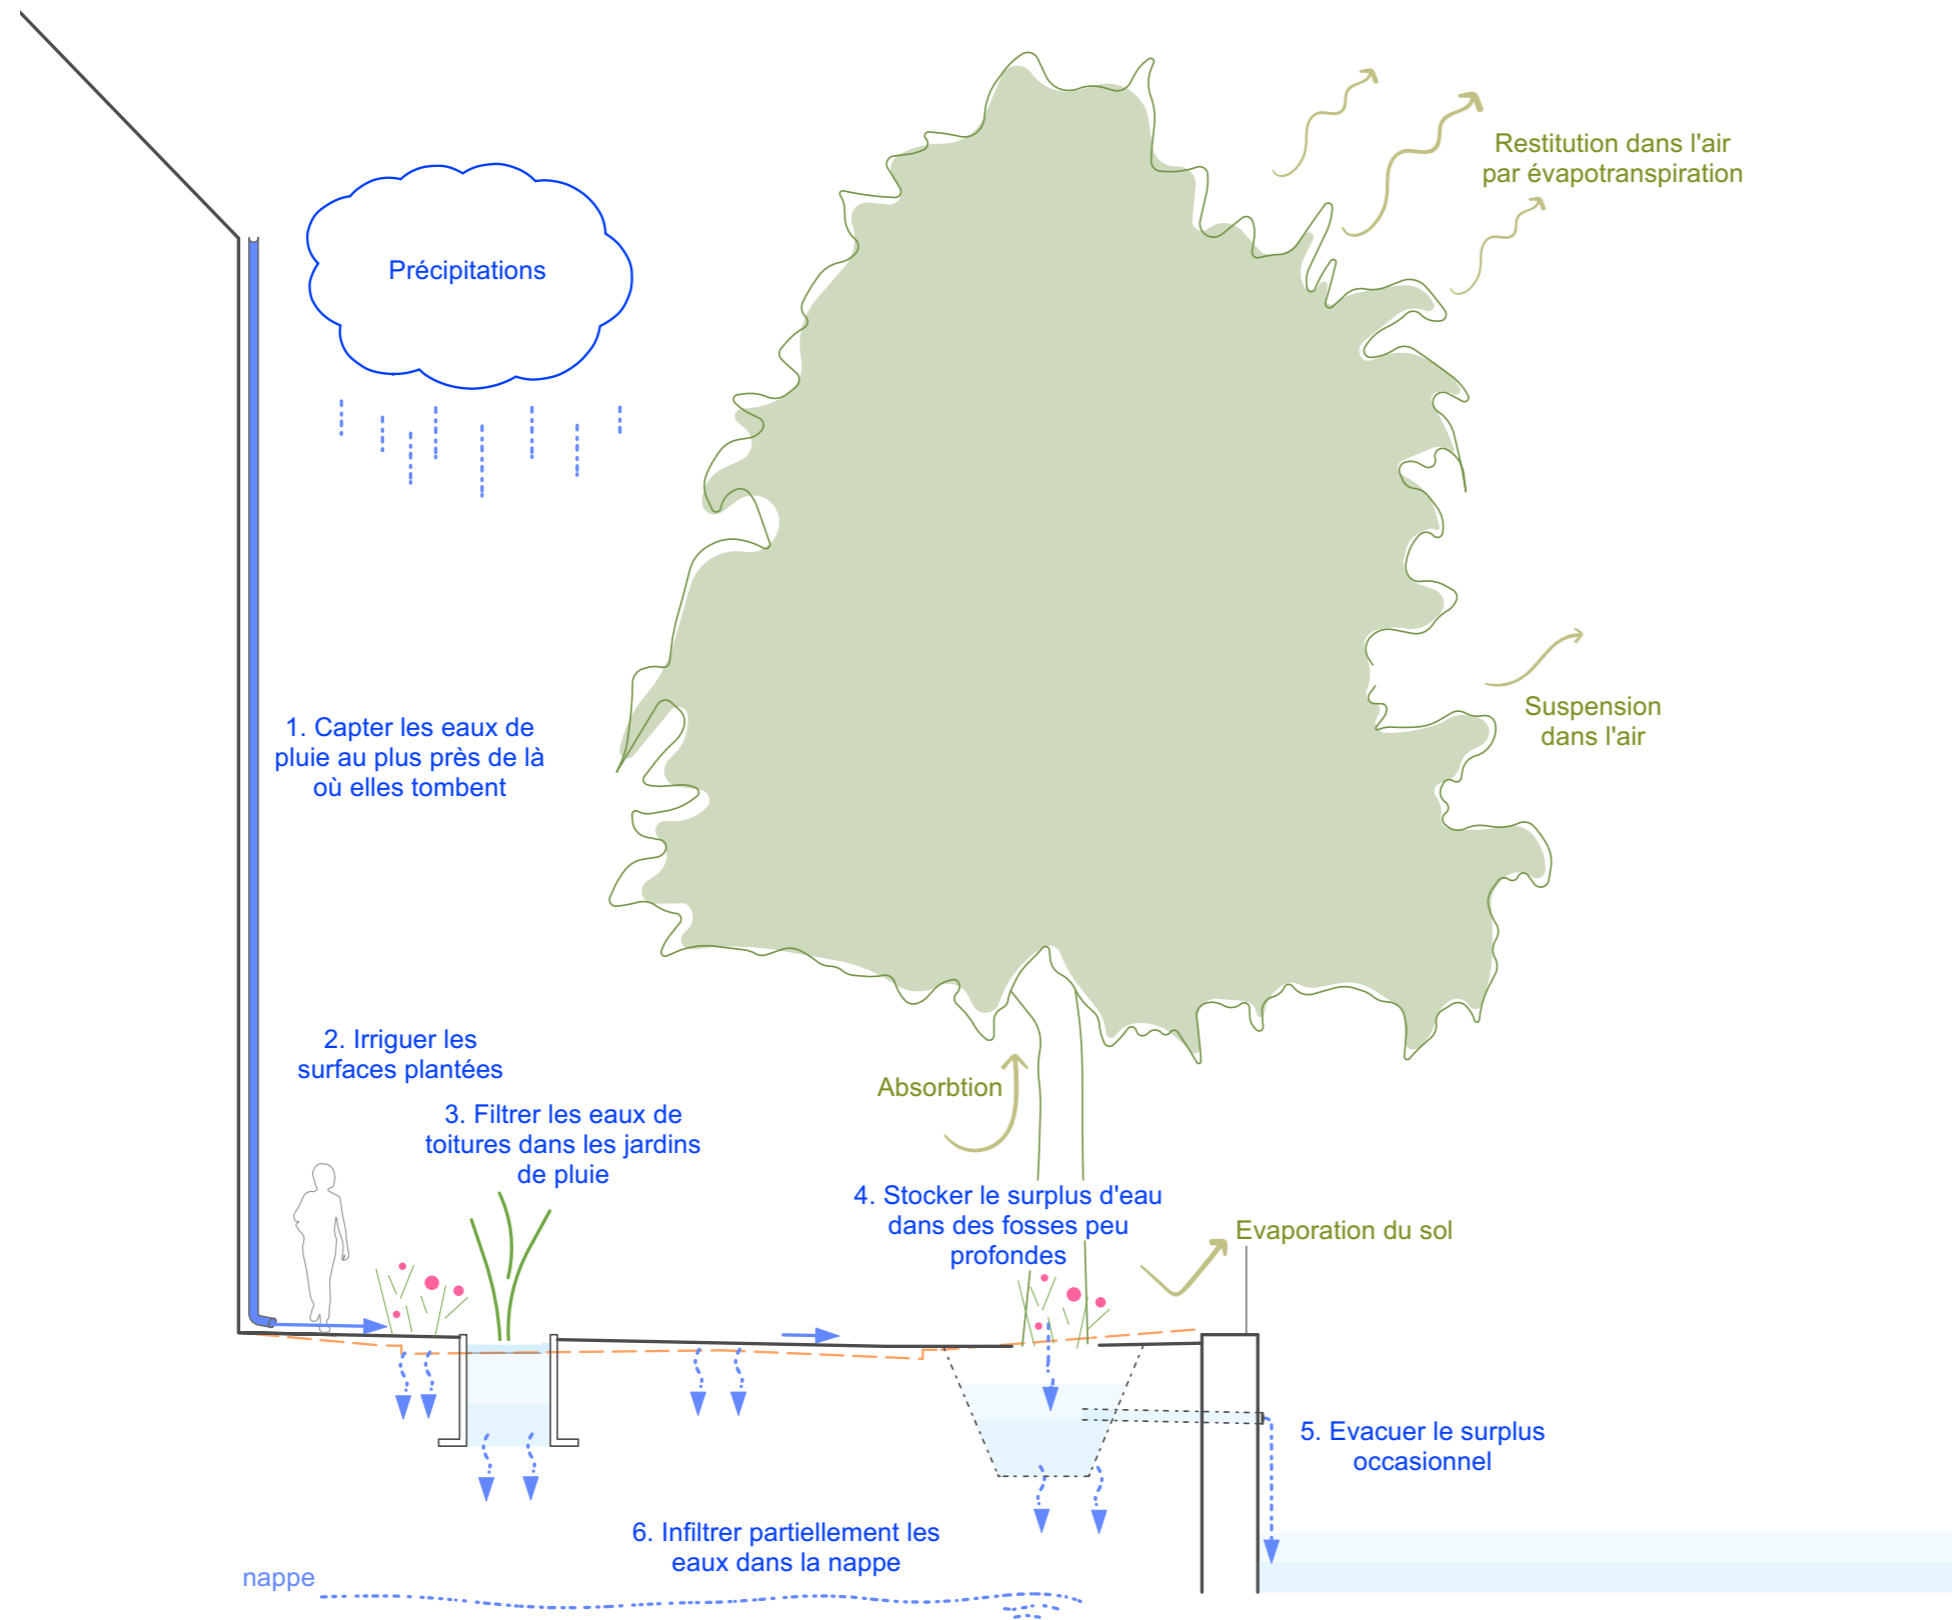 Restitution dans l'air
par évapotranspiration
Précipitations
Suspension
dans l'air
1. Capter les eaux de
pluie au plus près de là
où elles tombent
2. Irriguer les
surfaces plantées
Absorbtion
3. Filtrer les eaux de
toitures dans les jardins
de pluie
4. Stocker le surplus d'eau
dans des fosses peu
profondes
Evaporation du sol
5. Evacuer le surplus
occasionnel
6. Infiltrer partiellement les
eaux dans la nappe
nappe